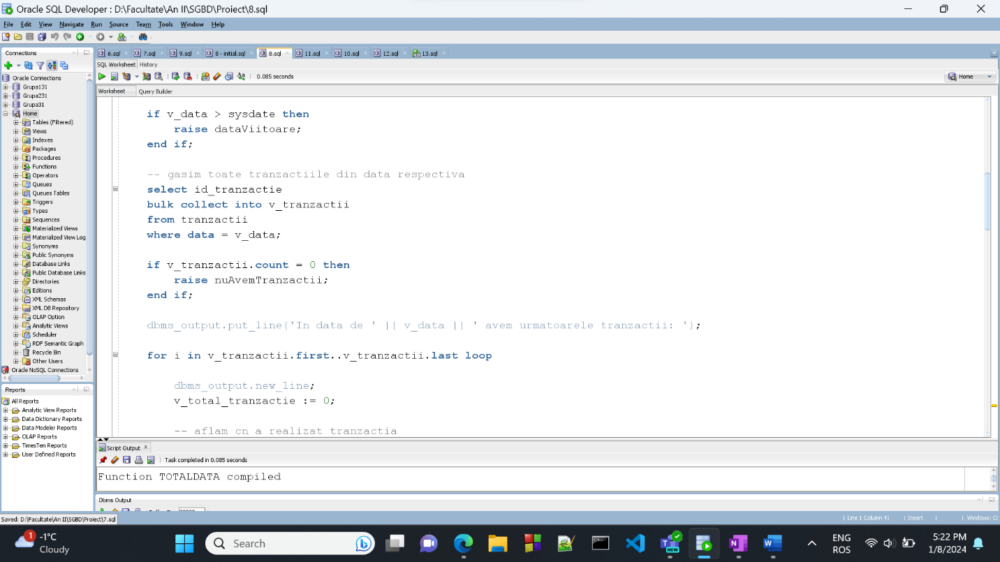 Oracle SQL Developer : D:\Facultate\An II\SGBD\Proiect\8.sql
File Edit View Navigate Run Source Team Tools Window Help
Connections
Oracle Connections
Grupa131
Grupa231
Grupa31
Home
Tables (Filtered)
Views
Indexes
Packages
Procedures
Functions
Operators
Queues
Queues Tables
Triggers
Types
Sequences
Materialized Views
Materialized View Log
Synonyms
Public Synonyms
Database Links
Public Database Links
Directories
Editions
XML Schemas
XML DB Repository
OLAP Option
Analytic Views
Scheduler
RDF Semantic Graph
Recycle Bin
Other Users
Oracle NoSQL Connections
Reports
All Reports
Analytic View Reports
Data Dictionary Reports
Data Modeler Reports
OLAP Reports
TimesTen Reports
User Defined Reports
6.sql 7.sql 9.sql 8 - initial.sql 8.sql 11.sql 10.sql 12.sql 13.sql
SQL Worksheet History
0.085 seconds
Home
Worksheet Query Builder
if v_data > sysdate then
raise dataViitoare;
end if;
-- gasim toate tranzactiile din data respectiva
select id_tranzactie
bulk collect into v_tranzactii
from tranzactii
where data = v_data;
if v_tranzactii.count = 0 then
raise nuAvemTranzactii;
end if;
dbms_output.put_line('In data de ' || v_data || ' avem urmatoarele tranzactii: ');
for i in v_tranzactii.first..v_tranzactii.last loop
dbms_output.new_line;
v_total_tranzactie := 0;
-- aflam cn a realizat tranzactia
Script Output
Task completed in 0.085 seconds
Function TOTALDATA compiled
Dbms Output
Saved: D:\Facultate\An II\SGBD\Proiect\7.sql
Line 1 Column 41
Insert
Windows: C
1
-1°C
Cloudy
Search
NEW
ENG
ROS
5:22 PM
1/8/2024